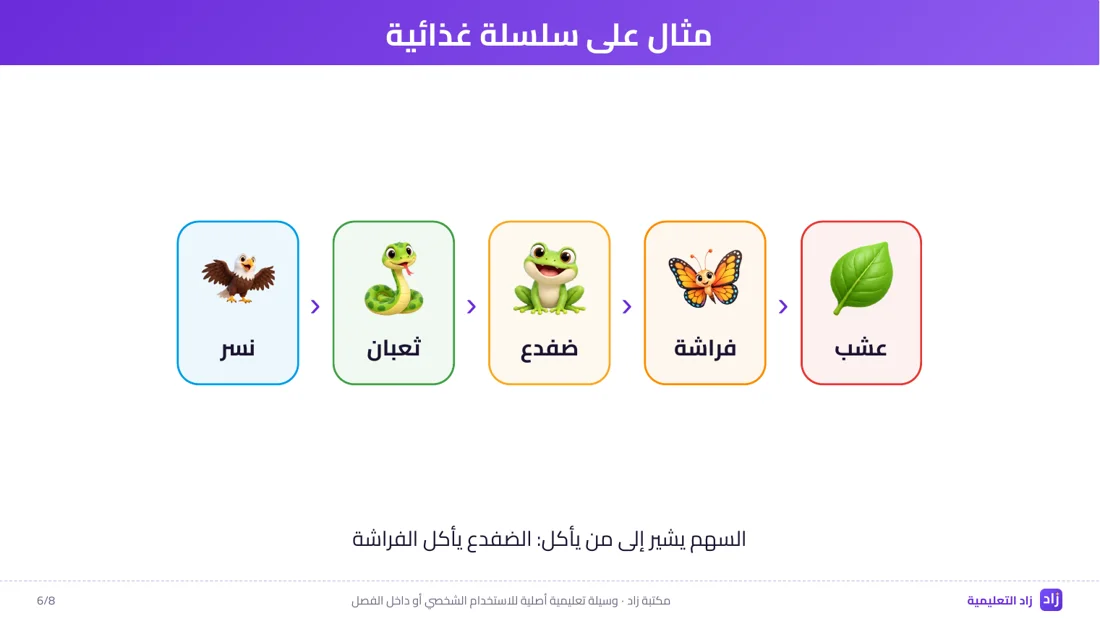 مثال على سلسلة غذائية
عشب › فراشة › ضفدع › ثعبان › نسر
السهم يشير إلى من يأكل: الضفدع يأكل الفراشة
زاد زاد التعليمية
مكتبة زاد · وسيلة تعليمية أصلية للاستخدام الشخصي أو داخل الفصل
6/8